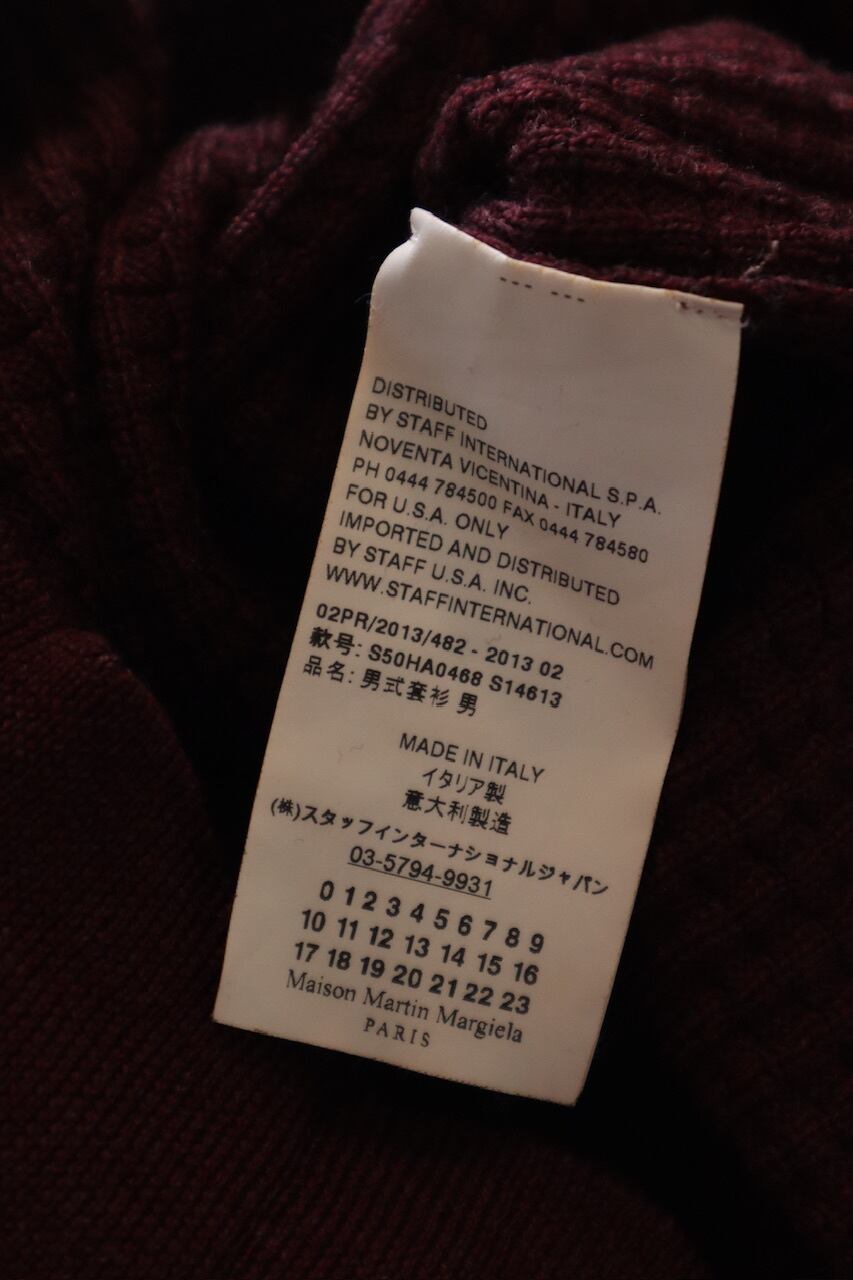 DISTRIBUTED
BY STAFF INTERNATIONAL S.P.A.
NOVENTA VICENTINA - ITALY
PH 0444 784500 FAX 0444 784580
FOR U.S.A. ONLY
IMPORTED AND DISTRIBUTED
BY STAFF U.S.A. INC.
WWW.STAFFINTERNATIONAL.COM
02PR/2013/482 - 2013 02
款号: S50HA0468 S14613
品名: 男式套衫 男
MADE IN ITALY
イタリア製
意大利製造
(株)スタッフインターナショナルジャパン
03-5794-9931
0 1 2 3 4 5 6 7 8 9
10 11 12 13 14 15 16
17 18 19 20 21 22 23
Maison Martin Margiela
PARIS